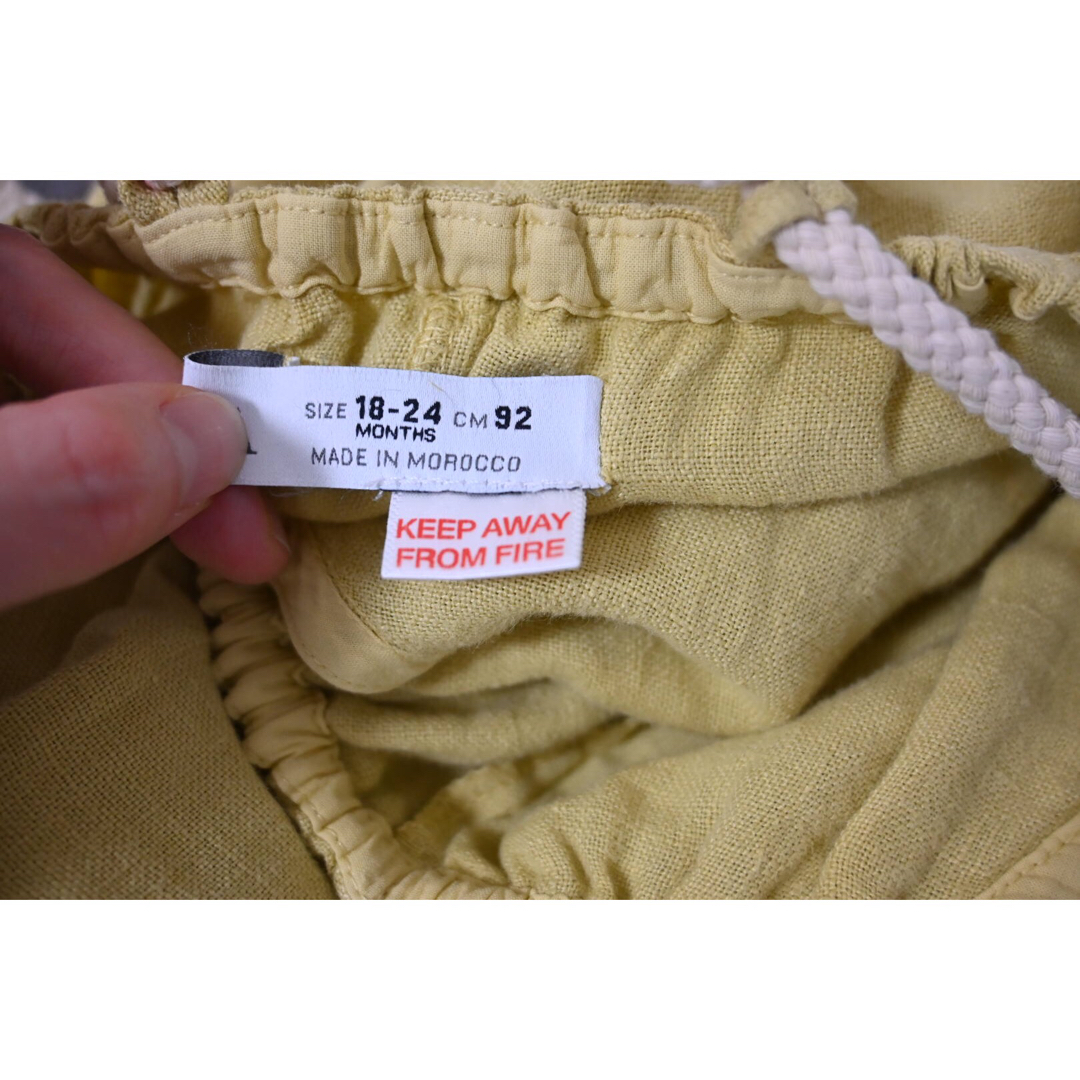 SIZE 18-24 CM 92
MONTHS
MADE IN MOROCCO
KEEP AWAY
FROM FIRE